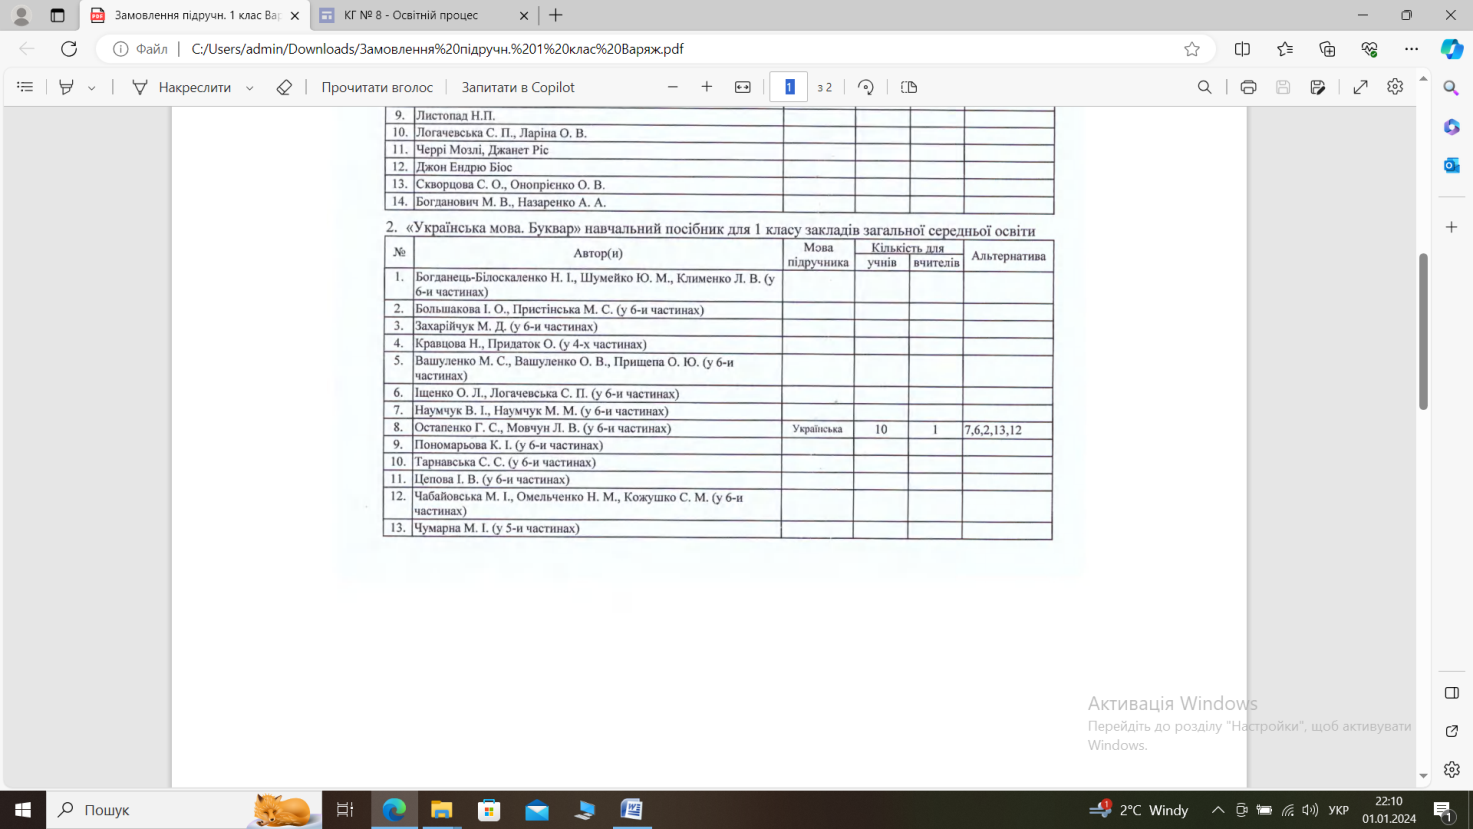 Замовлення підручн. 1 клас Вар
КГ № 8 - Освітній процес
Файл C:/Users/admin/Downloads/Замовлення%20підручн.%201%20клас%20Варяж.pdf
Накреслити Прочитати вголос Запитати в Copilot 1 з 2
9. Листопад Н.П.
10. Логачевська С. П., Ларіна О. В.
11. Черрі Мозлі, Джанет Ріс
12. Джон Ендрю Біос
13. Скворцова С. О., Онопрієнко О. В.
14. Богданович М. В., Назаренко А. А.
2. «Українська мова. Буквар» навчальний посібник для 1 класу закладів загальної середньої освіти
№ Автор(и) Мова підручника Кількість для учнів вчителів Альтернатива
1. Богданець-Білоскаленко Н. І., Шумейко Ю. М., Клименко Л. В. (у
6-и частинах)
2. Большакова І. О., Пристінська М. С. (у 6-и частинах)
3. Захарійчук М. Д. (у 6-и частинах)
4. Кравцова Н., Придаток О. (у 4-х частинах)
5. Вашуленко М. С., Вашуленко О. В., Прищепа О. Ю. (у 6-и
частинах)
6. Іщенко О. Л., Логачевська С. П. (у 6-и частинах)
7. Наумчук В. І., Наумчук М. М. (у 6-и частинах)
8. Остапенко Г. С., Мовчун Л. В. (у 6-и частинах) Українська 10 1 7,6,2,13,12
9. Пономарьова К. І. (у 6-и частинах)
10. Тарнавська С. С. (у 6-и частинах)
11. Цепова І. В. (у 6-и частинах)
12. Чабайовська М. І., Омельченко Н. М., Кожушко С. М. (у 6-и
частинах)
13. Чумарна М. І. (у 5-и частинах)
Активація Windows
Перейдіть до розділу "Настройки", щоб активувати
Windows.
Пошук
1
2°C Windy
УКР
22:10
01.01.2024
1